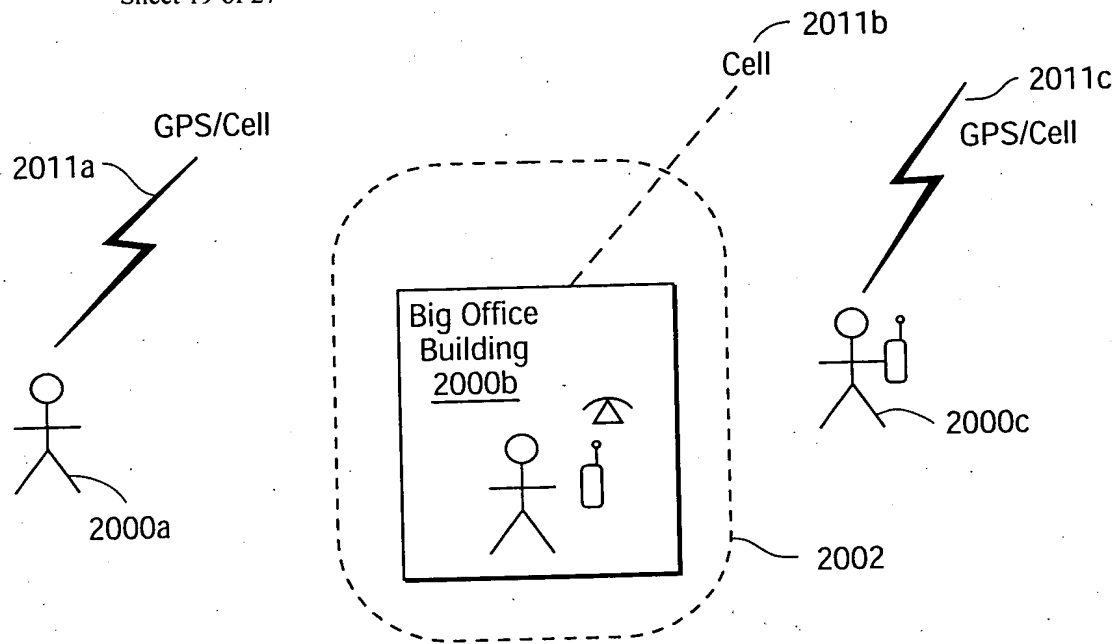 Sheet 19 of 27
2011b
Cell
2011c
GPS/Cell
GPS/Cell
2011a
Big Office
Building
2000b
2000c
2000a
2002